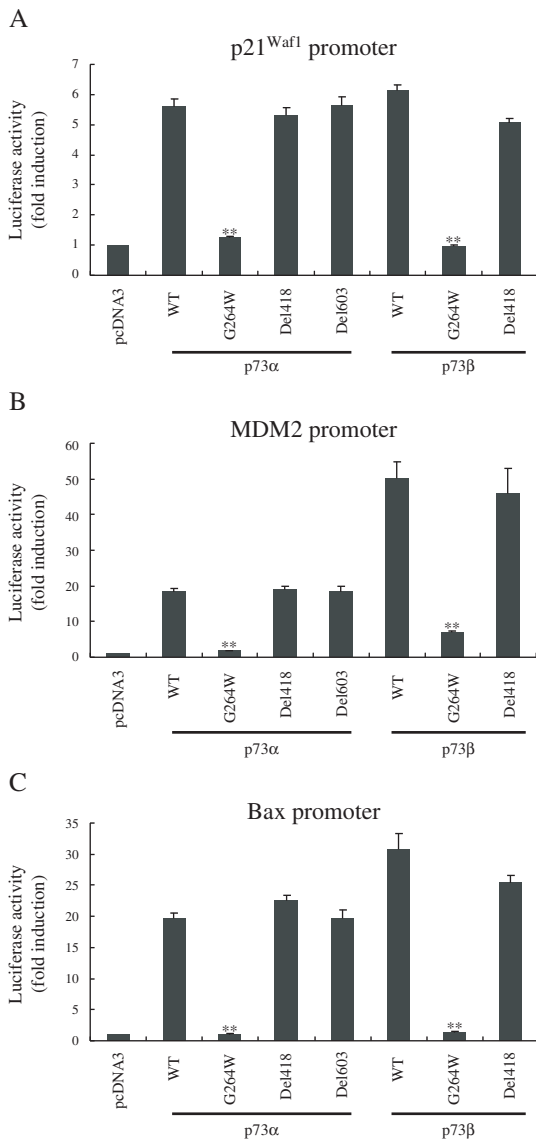 A
p21Waf1 promoter
Luciferase activity
(fold induction)
7
6
5
4
3
2
1
0
**
**
pcDNA3
WT
G264W
Del418
Del603
WT
G264W
Del418
p73α
p73β
B
MDM2 promoter
Luciferase activity
(fold induction)
60
50
40
30
20
10
0
**
**
pcDNA3
WT
G264W
Del418
Del603
WT
G264W
Del418
p73α
p73β
C
Bax promoter
Luciferase activity
(fold induction)
35
30
25
20
15
10
5
0
**
**
pcDNA3
WT
G264W
Del418
Del603
WT
G264W
Del418
p73α
p73β